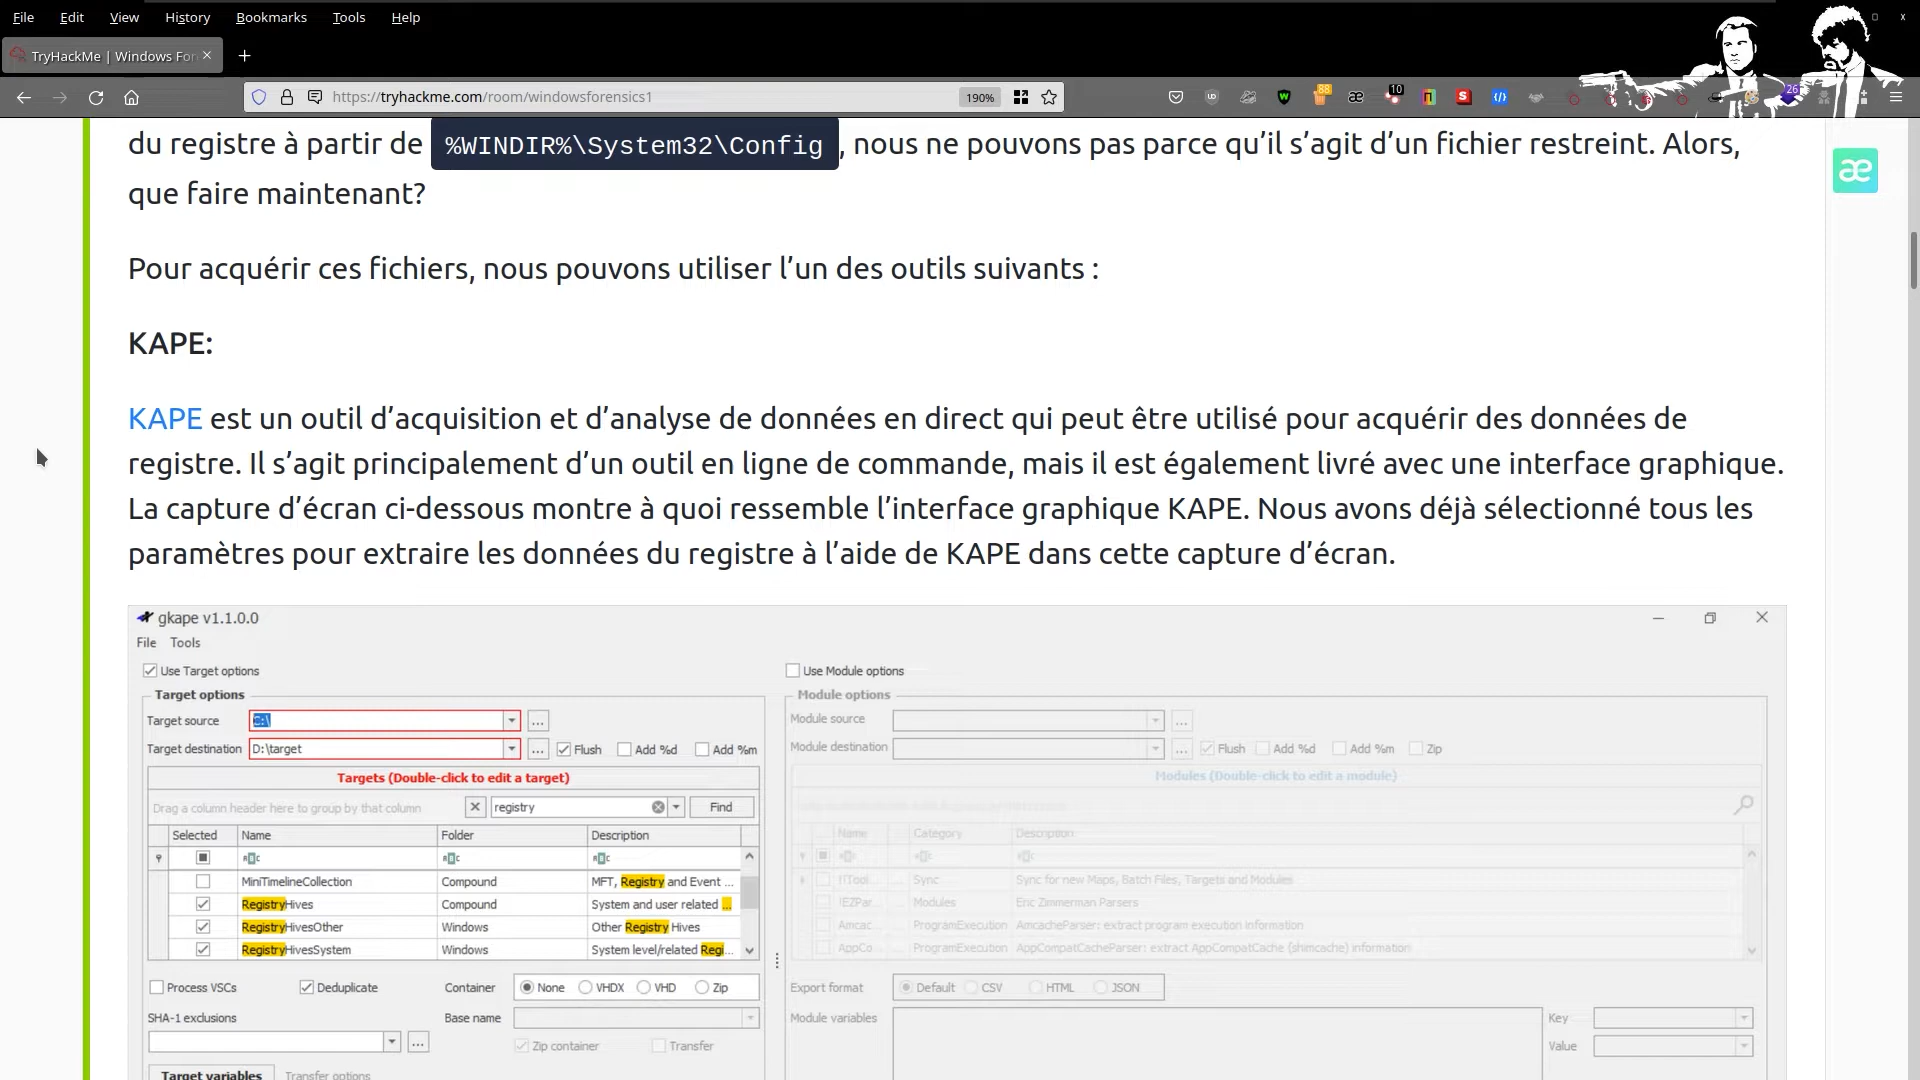 File Edit View History Bookmarks Tools Help
TryHackMe | Windows For
https://tryhackme.com/room/windowsforensics1 190%
88 æ 10 S 26
du registre à partir de %WINDIR%\System32\Config , nous ne pouvons pas parce qu’il s’agit d’un fichier restreint. Alors,
que faire maintenant?
æ
Pour acquérir ces fichiers, nous pouvons utiliser l’un des outils suivants :
KAPE:
KAPE est un outil d’acquisition et d’analyse de données en direct qui peut être utilisé pour acquérir des données de
registre. Il s’agit principalement d’un outil en ligne de commande, mais il est également livré avec une interface graphique.
La capture d’écran ci-dessous montre à quoi ressemble l’interface graphique KAPE. Nous avons déjà sélectionné tous les
paramètres pour extraire les données du registre à l’aide de KAPE dans cette capture d’écran.
gkape v1.1.0.0
File Tools
Use Target options
Target options
Target source C:\ ...
Target destination D:\target ... Flush Add %d Add %m
Targets (Double-click to edit a target)
Drag a column header here to group by that column registry Find
Selected Name Folder Description
MiniTimelineCollection Compound MFT, Registry and Event ...
RegistryHives Compound System and user related ...
RegistryHivesOther Windows Other Registry Hives
RegistryHivesSystem Windows System level/related Regi...
Process VSCs Deduplicate Container None VHDX VHD Zip
SHA-1 exclusions Base name
... Zip container Transfer
Target variables Transfer options
Use Module options
Module options
Module source ...
Module destination ... Flush Add %d Add %m Zip
Modules (Double-click to edit a module)
Name Category Description
!!Tool... Sync Sync for new Maps, Batch Files, Targets and Modules
!EZPar... Modules Eric Zimmerman Parsers
Amcac... ProgramExecution AmcacheParser: extract program execution information
AppCo... ProgramExecution AppCompatCacheParser: extract AppCompatCache (shimcache) information
Export format Default CSV HTML JSON
Module variables Key
Value